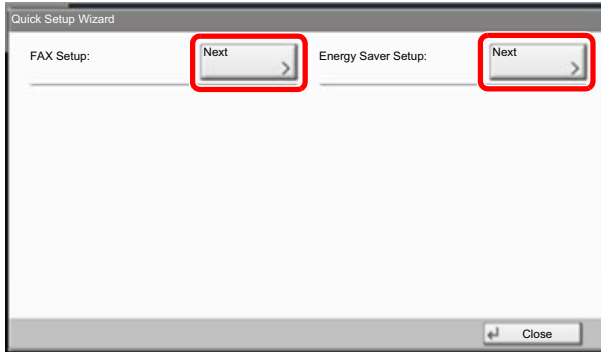 Quick Setup Wizard
FAX Setup:
Next
Energy Saver Setup:
Next
Close